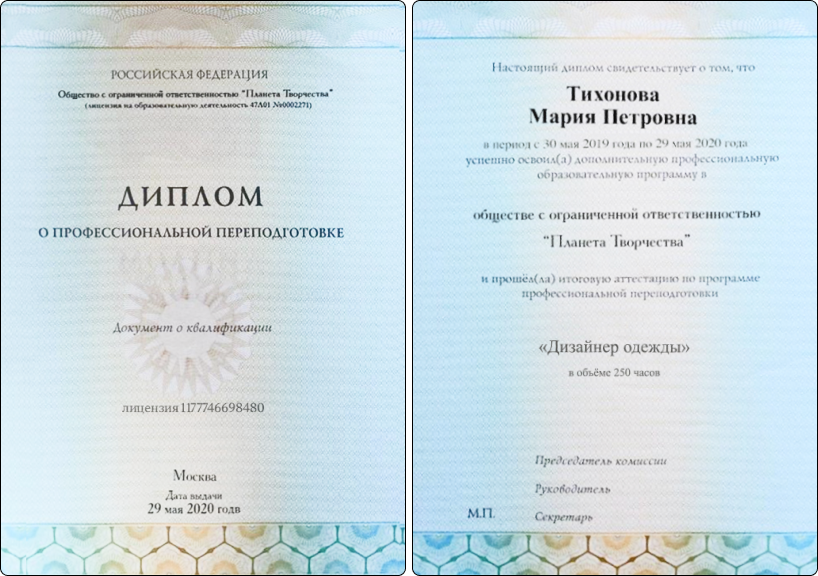 РОССИЙСКАЯ ФЕДЕРАЦИЯ
Общество с ограниченной ответственностью "Планета Творчества"
(лицензия на образовательную деятельность 47Л01 №0002271)
ДИПЛОМ
О ПРОФЕССИОНАЛЬНОЙ ПЕРЕПОДГОТОВКЕ
Документ о квалификации
лицензия 1177746698480
Москва
Дата выдачи
29 мая 2020 годв
Настоящий диплом свидетельствует о том, что
Тихонова
Мария Петровна
в период с 30 мая 2019 года по 29 мая 2020 года
успешно освоил(а) дополнительную профессиональную
образовательную программу в
обществе с ограниченной ответственностью
"Планета Творчества"
и прошёл(ла) итоговую аттестацию по программе
профессиональной переподготовки
«Дизайнер одежды»
в объёме 250 часов
Председатель комиссии
Руководитель
М.П. Секретарь